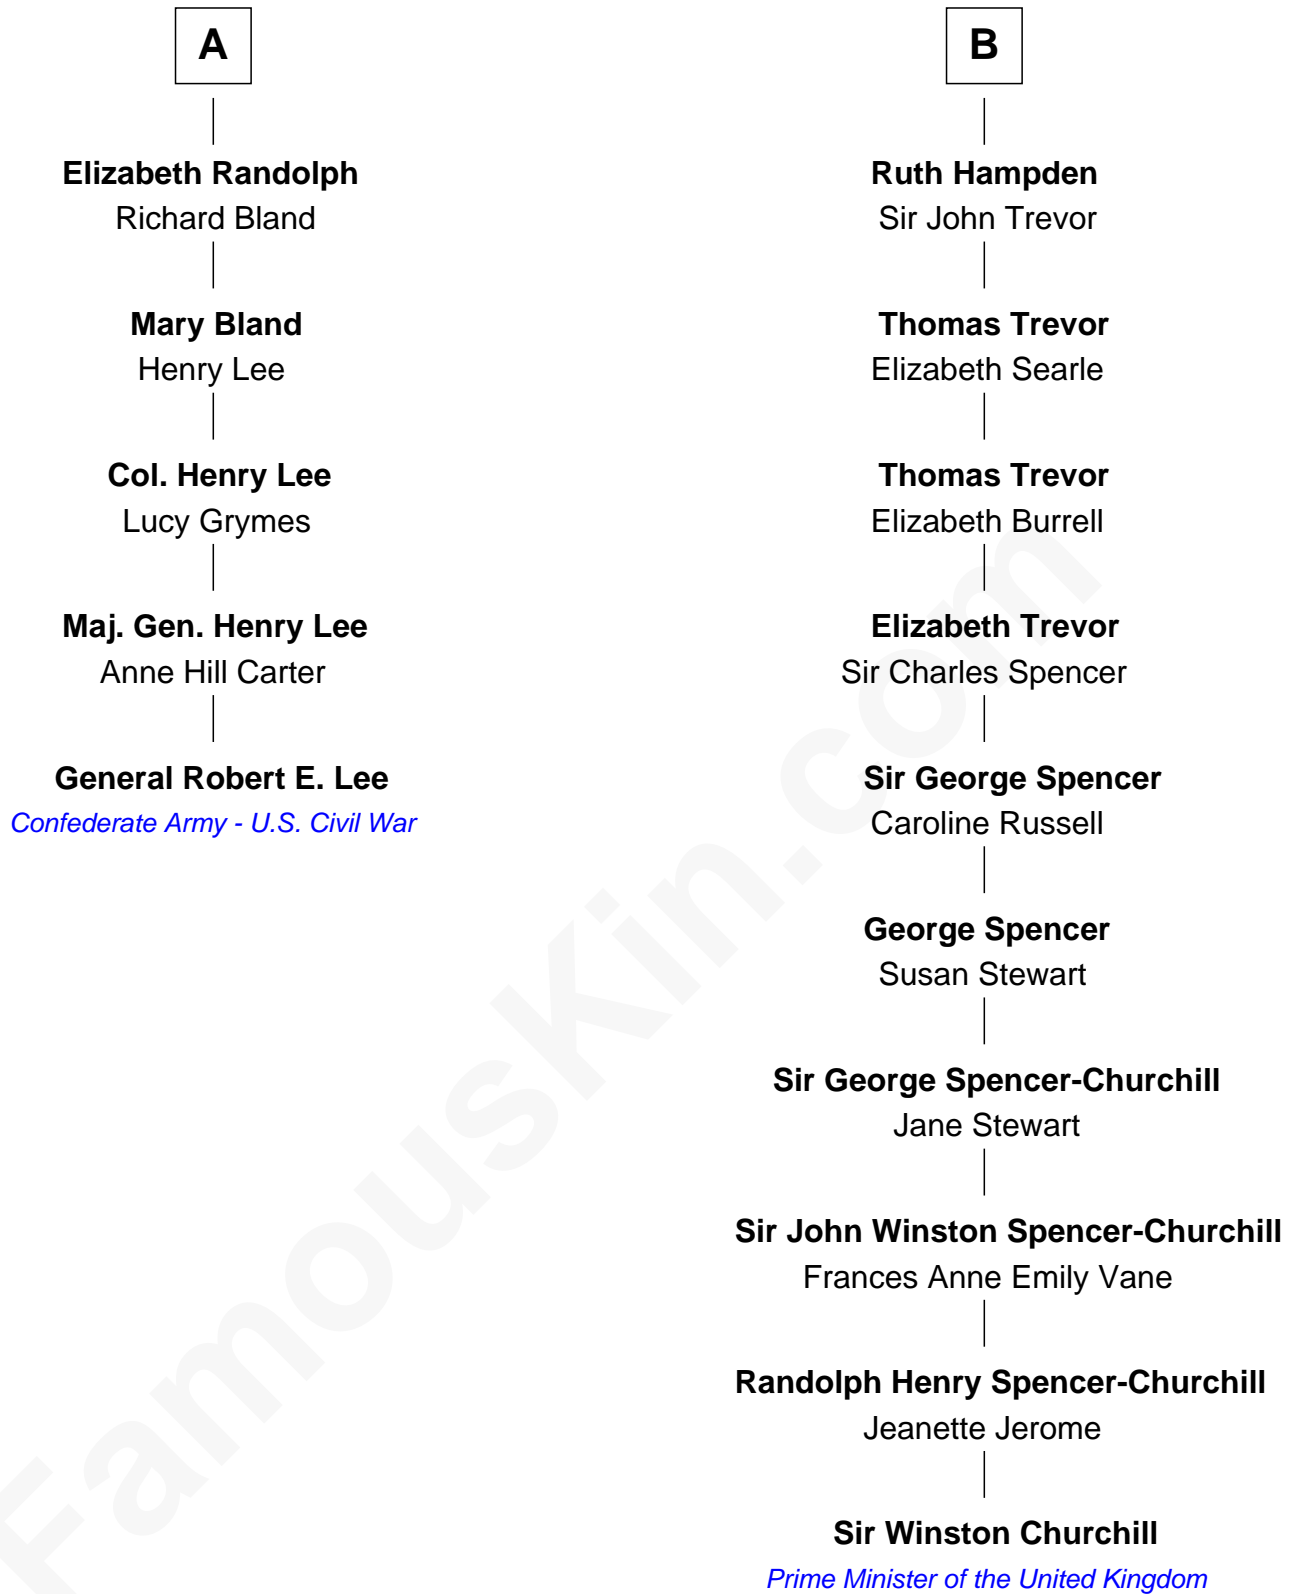 A
Elizabeth Randolph
Richard Bland
Mary Bland
Henry Lee
Col. Henry Lee
Lucy Grymes
Maj. Gen. Henry Lee
Anne Hill Carter
General Robert E. Lee
Confederate Army - U.S. Civil War
B
Ruth Hampden
Sir John Trevor
Thomas Trevor
Elizabeth Searle
Thomas Trevor
Elizabeth Burrell
Elizabeth Trevor
Sir Charles Spencer
Sir George Spencer
Caroline Russell
George Spencer
Susan Stewart
Sir George Spencer-Churchill
Jane Stewart
Sir John Winston Spencer-Churchill
Frances Anne Emily Vane
Randolph Henry Spencer-Churchill
Jeanette Jerome
Sir Winston Churchill
Prime Minister of the United Kingdom
FamousKin.com